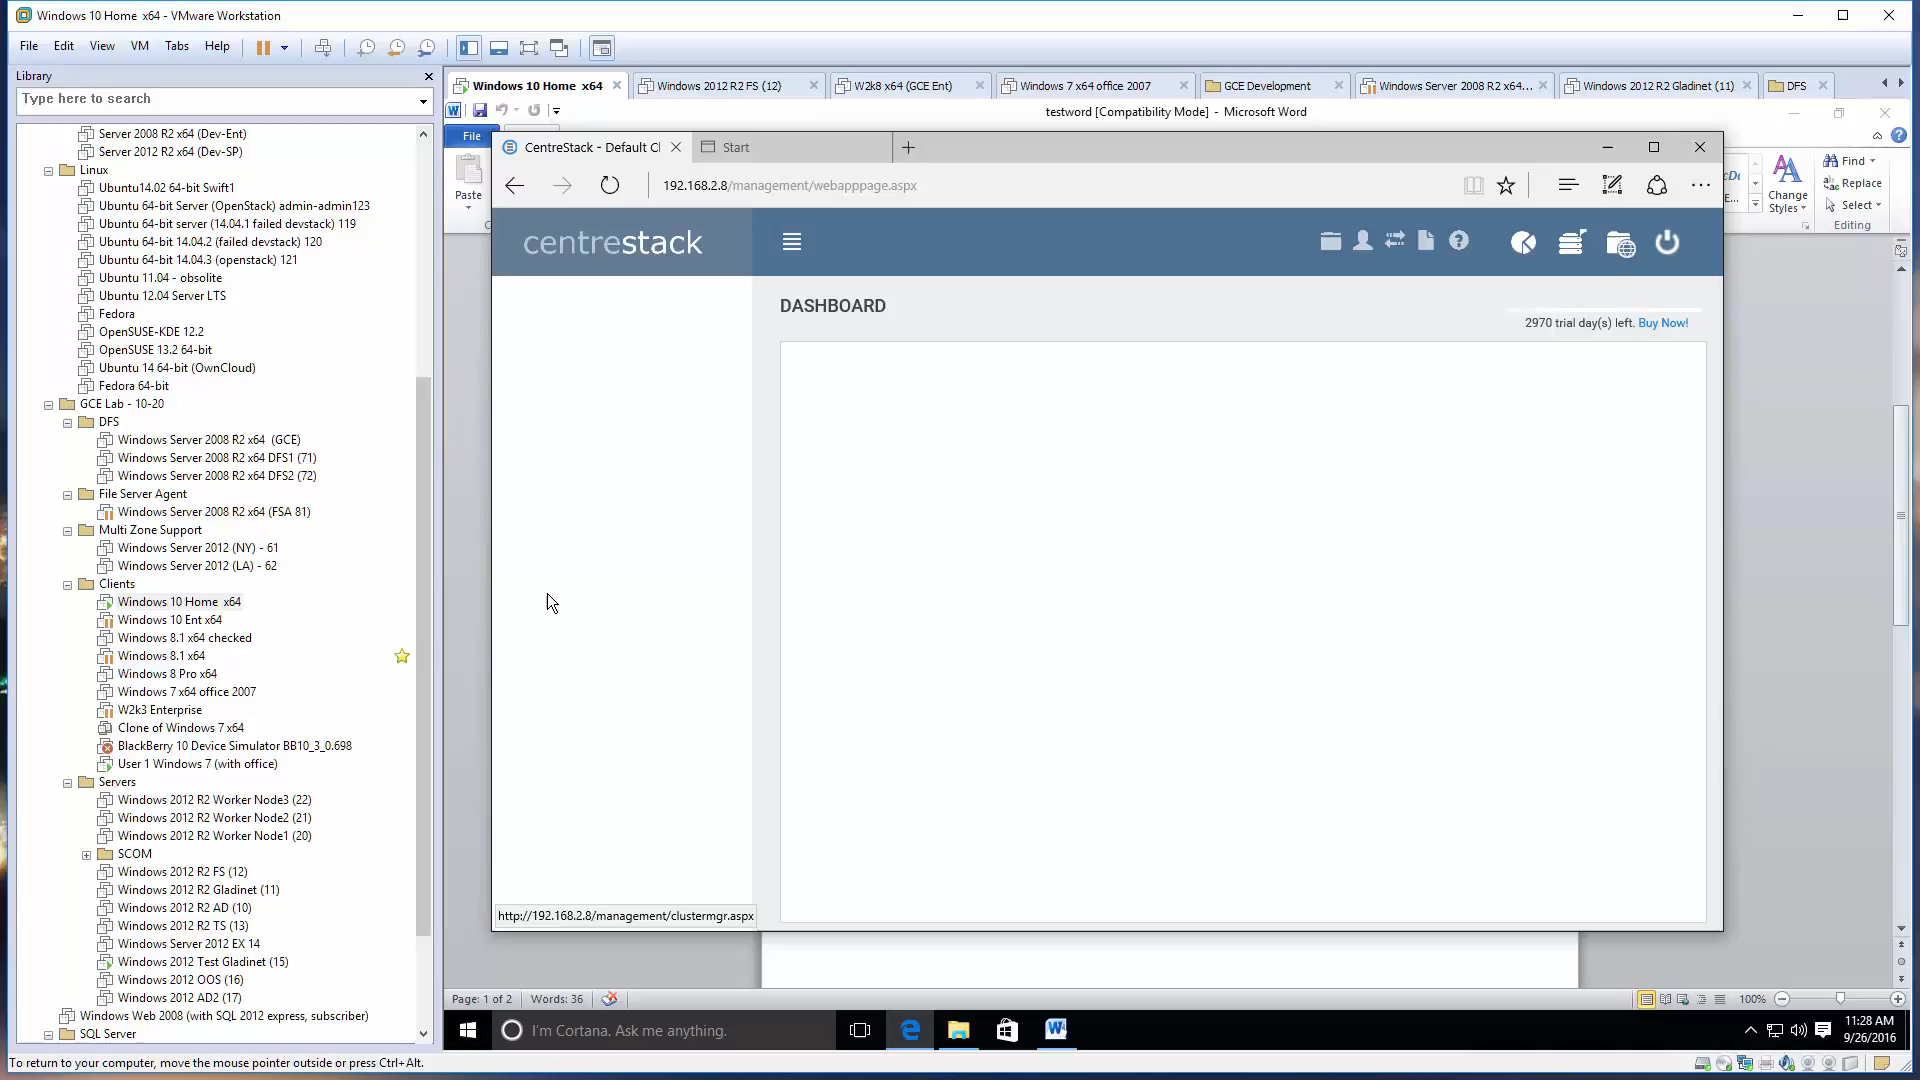 Windows 10 Home x64 - VMware Workstation
File Edit View VM Tabs Help
Library
Type here to search
Server 2008 R2 x64 (Dev-Ent)
Server 2012 R2 x64 (Dev-SP)
Linux
Ubuntu14.02 64-bit Swift1
Ubuntu 64-bit Server (OpenStack) admin-admin123
Ubuntu 64-bit server (14.04.1 failed devstack) 119
Ubuntu 64-bit 14.04.2 (failed devstack) 120
Ubuntu 64-bit 14.04.3 (openstack) 121
Ubuntu 11.04 - obsolite
Ubuntu 12.04 Server LTS
Fedora
OpenSUSE-KDE 12.2
OpenSUSE 13.2 64-bit
Ubuntu 14 64-bit (OwnCloud)
Fedora 64-bit
GCE Lab - 10-20
DFS
Windows Server 2008 R2 x64 (GCE)
Windows Server 2008 R2 x64 DFS1 (71)
Windows Server 2008 R2 x64 DFS2 (72)
File Server Agent
Windows Server 2008 R2 x64 (FSA 81)
Multi Zone Support
Windows Server 2012 (NY) - 61
Windows Server 2012 (LA) - 62
Clients
Windows 10 Home x64
Windows 10 Ent x64
Windows 8.1 x64 checked
Windows 8.1 x64
Windows 8 Pro x64
Windows 7 x64 office 2007
W2k3 Enterprise
Clone of Windows 7 x64
BlackBerry 10 Device Simulator BB10_3_0.698
User 1 Windows 7 (with office)
Servers
Windows 2012 R2 Worker Node3 (22)
Windows 2012 R2 Worker Node2 (21)
Windows 2012 R2 Worker Node1 (20)
SCOM
Windows 2012 R2 FS (12)
Windows 2012 R2 Gladinet (11)
Windows 2012 R2 AD (10)
Windows 2012 R2 TS (13)
Windows Server 2012 EX 14
Windows 2012 Test Gladinet (15)
Windows 2012 OOS (16)
Windows 2012 AD2 (17)
Windows Web 2008 (with SQL 2012 express, subscriber)
SQL Server
Windows 10 Home x64 Windows 2012 R2 FS (12) W2k8 x64 (GCE Ent) Windows 7 x64 office 2007 GCE Development Windows Server 2008 R2 x64... Windows 2012 R2 Gladinet (11) DFS
testword [Compatibility Mode] - Microsoft Word
File
Paste
Change
Styles
Find
Replace
Select
Editing
CentreStack - Default Cl Start
192.168.2.8/management/webapppage.aspx
centrestack
DASHBOARD
2970 trial day(s) left. Buy Now!
http://192.168.2.8/management/clustermgr.aspx
Page: 1 of 2 Words: 36
100%
I'm Cortana. Ask me anything.
11:28 AM
9/26/2016
To return to your computer, move the mouse pointer outside or press Ctrl+Alt.